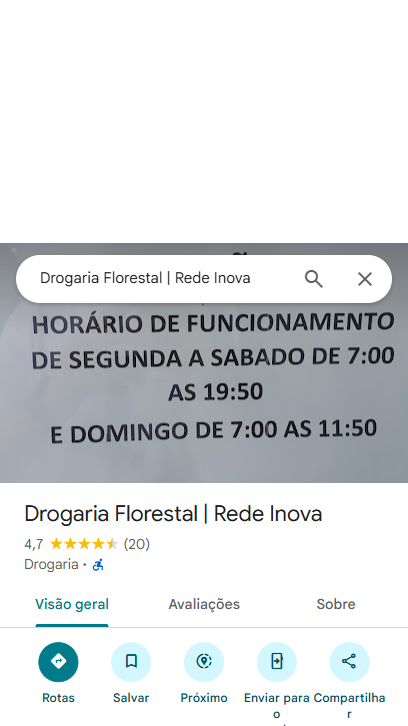 Drogaria Florestal | Rede Inova
HORÁRIO DE FUNCIONAMENTO
DE SEGUNDA A SABADO DE 7:00
AS 19:50
E DOMINGO DE 7:00 AS 11:50
Drogaria Florestal | Rede Inova
4,7 (20)
Drogaria •
Visão geral Avaliações Sobre
Rotas Salvar Próximo Enviar para o Compartilhar